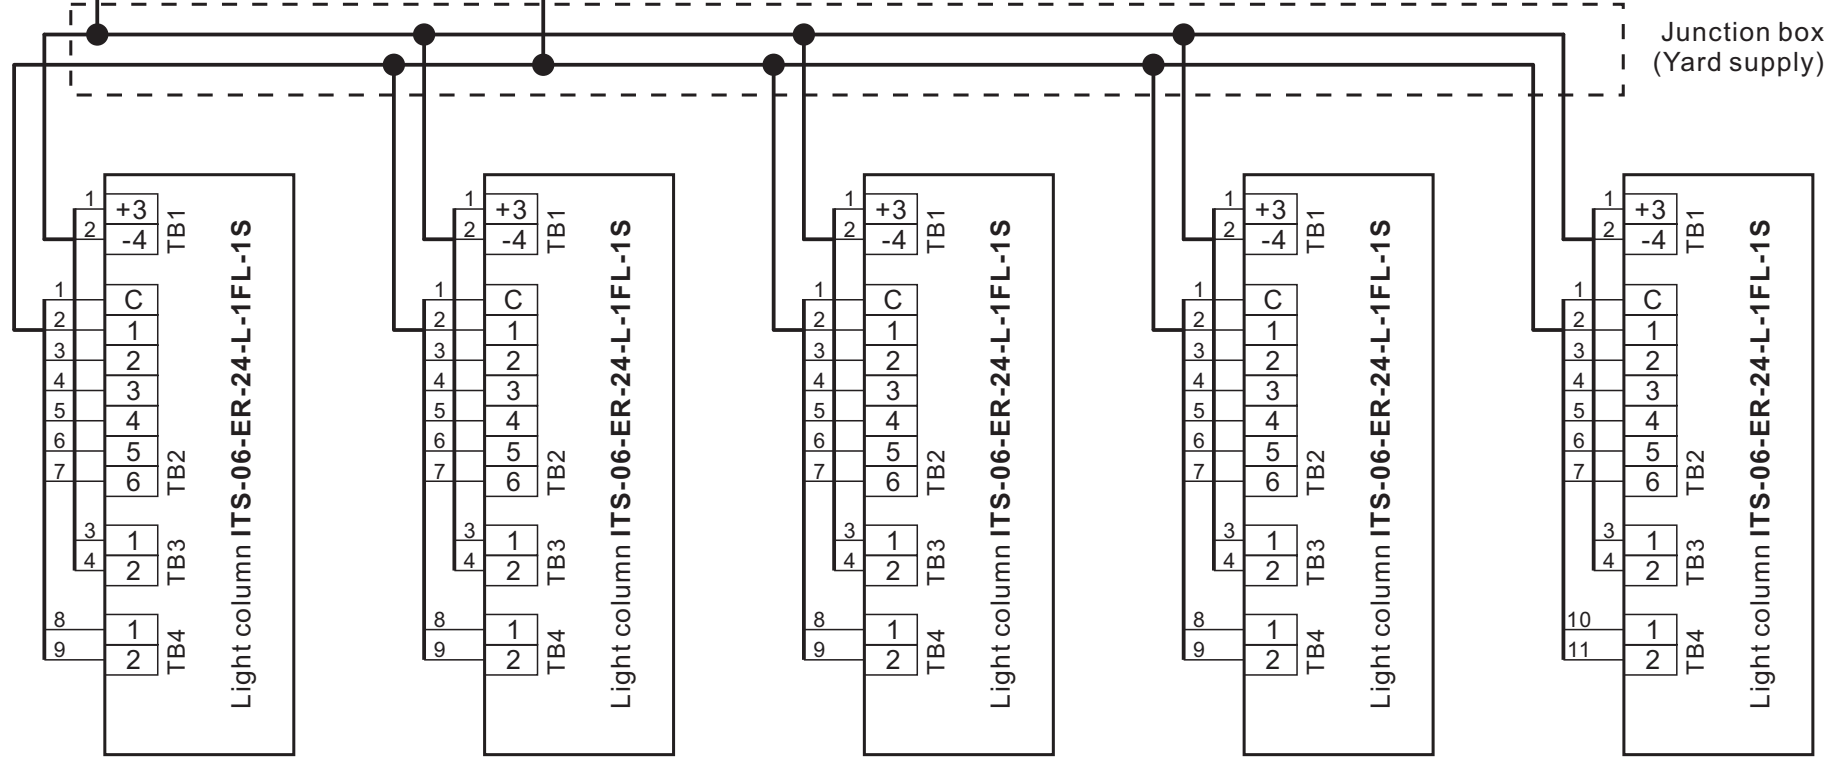 Junction box
(Yard supply)
1 +3
2 -4
TB1
1 C
2 1
3 2
4 3
5 4
6 5
7 6
TB2
3 1
4 2
TB3
8 1
9 2
TB4
Light column ITS-06-ER-24-L-1FL-1S
1 +3
2 -4
TB1
1 C
2 1
3 2
4 3
5 4
6 5
7 6
TB2
3 1
4 2
TB3
8 1
9 2
TB4
Light column ITS-06-ER-24-L-1FL-1S
1 +3
2 -4
TB1
1 C
2 1
3 2
4 3
5 4
6 5
7 6
TB2
3 1
4 2
TB3
8 1
9 2
TB4
Light column ITS-06-ER-24-L-1FL-1S
1 +3
2 -4
TB1
1 C
2 1
3 2
4 3
5 4
6 5
7 6
TB2
3 1
4 2
TB3
8 1
9 2
TB4
Light column ITS-06-ER-24-L-1FL-1S
1 +3
2 -4
TB1
1 C
2 1
3 2
4 3
5 4
6 5
7 6
TB2
3 1
4 2
TB3
10 1
11 2
TB4
Light column ITS-06-ER-24-L-1FL-1S